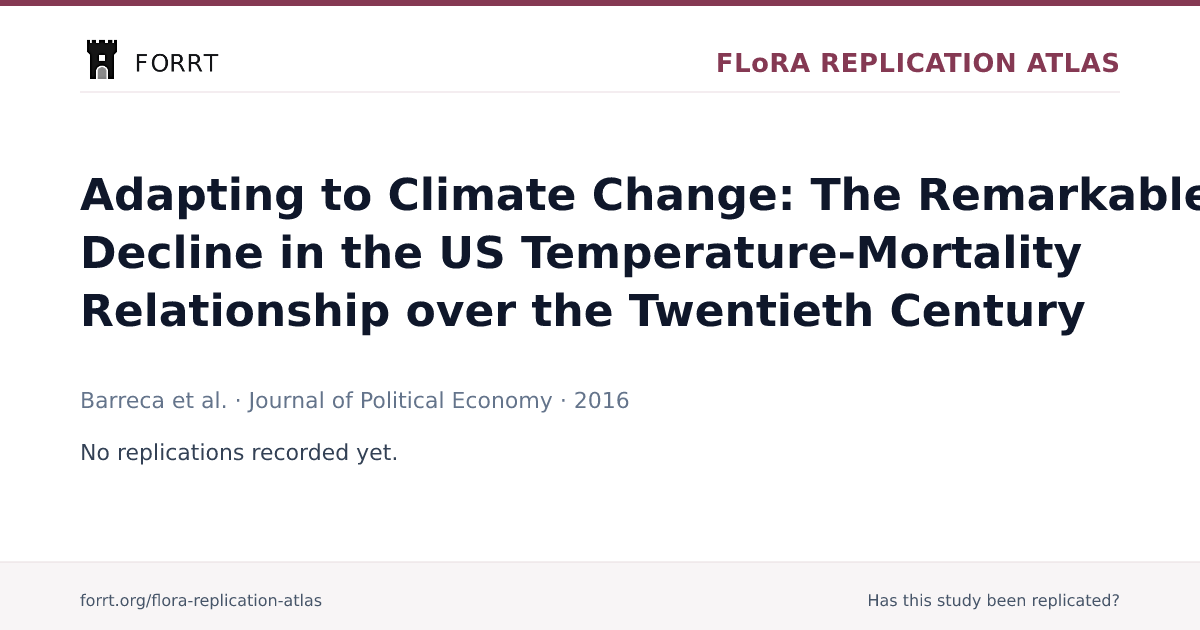 FORRT
FLoRA REPLICATION ATLAS
Adapting to Climate Change: The Remarkable
Decline in the US Temperature-Mortality
Relationship over the Twentieth Century
Barreca et al. · Journal of Political Economy · 2016
No replications recorded yet.
forrt.org/flora-replication-atlas
Has this study been replicated?